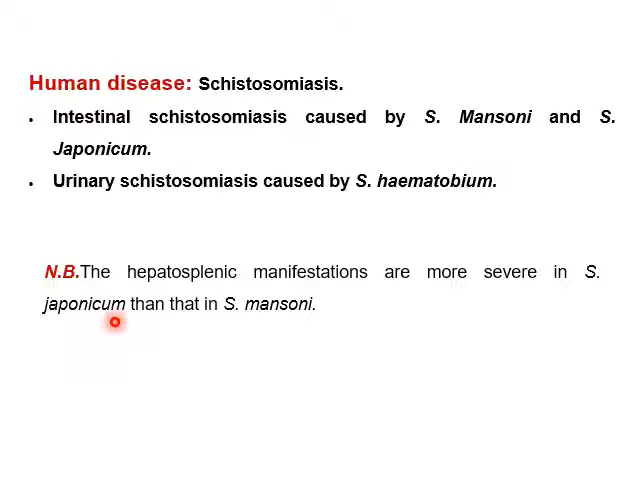 Human disease: Schistosomiasis.
• Intestinal schistosomiasis caused by S. Mansoni and S.
Japonicum.
• Urinary schistosomiasis caused by S. haematobium.
N.B.The hepatosplenic manifestations are more severe in S.
japonicum than that in S. mansoni.